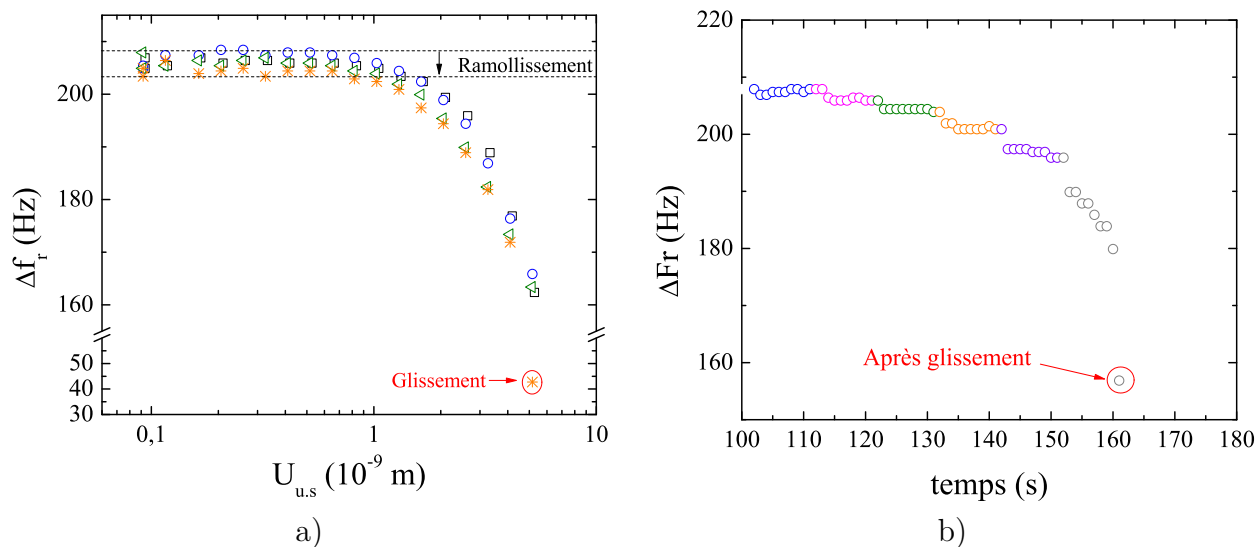 220
200
180
160
50
40
30
0,1
1
10
Δf_r (Hz)
U_u.s (10^-9 m)
Ramollissement
Glissement
a)
220
200
180
160
100 110 120 130 140 150 160 170 180
ΔFr (Hz)
temps (s)
Après glissement
b)